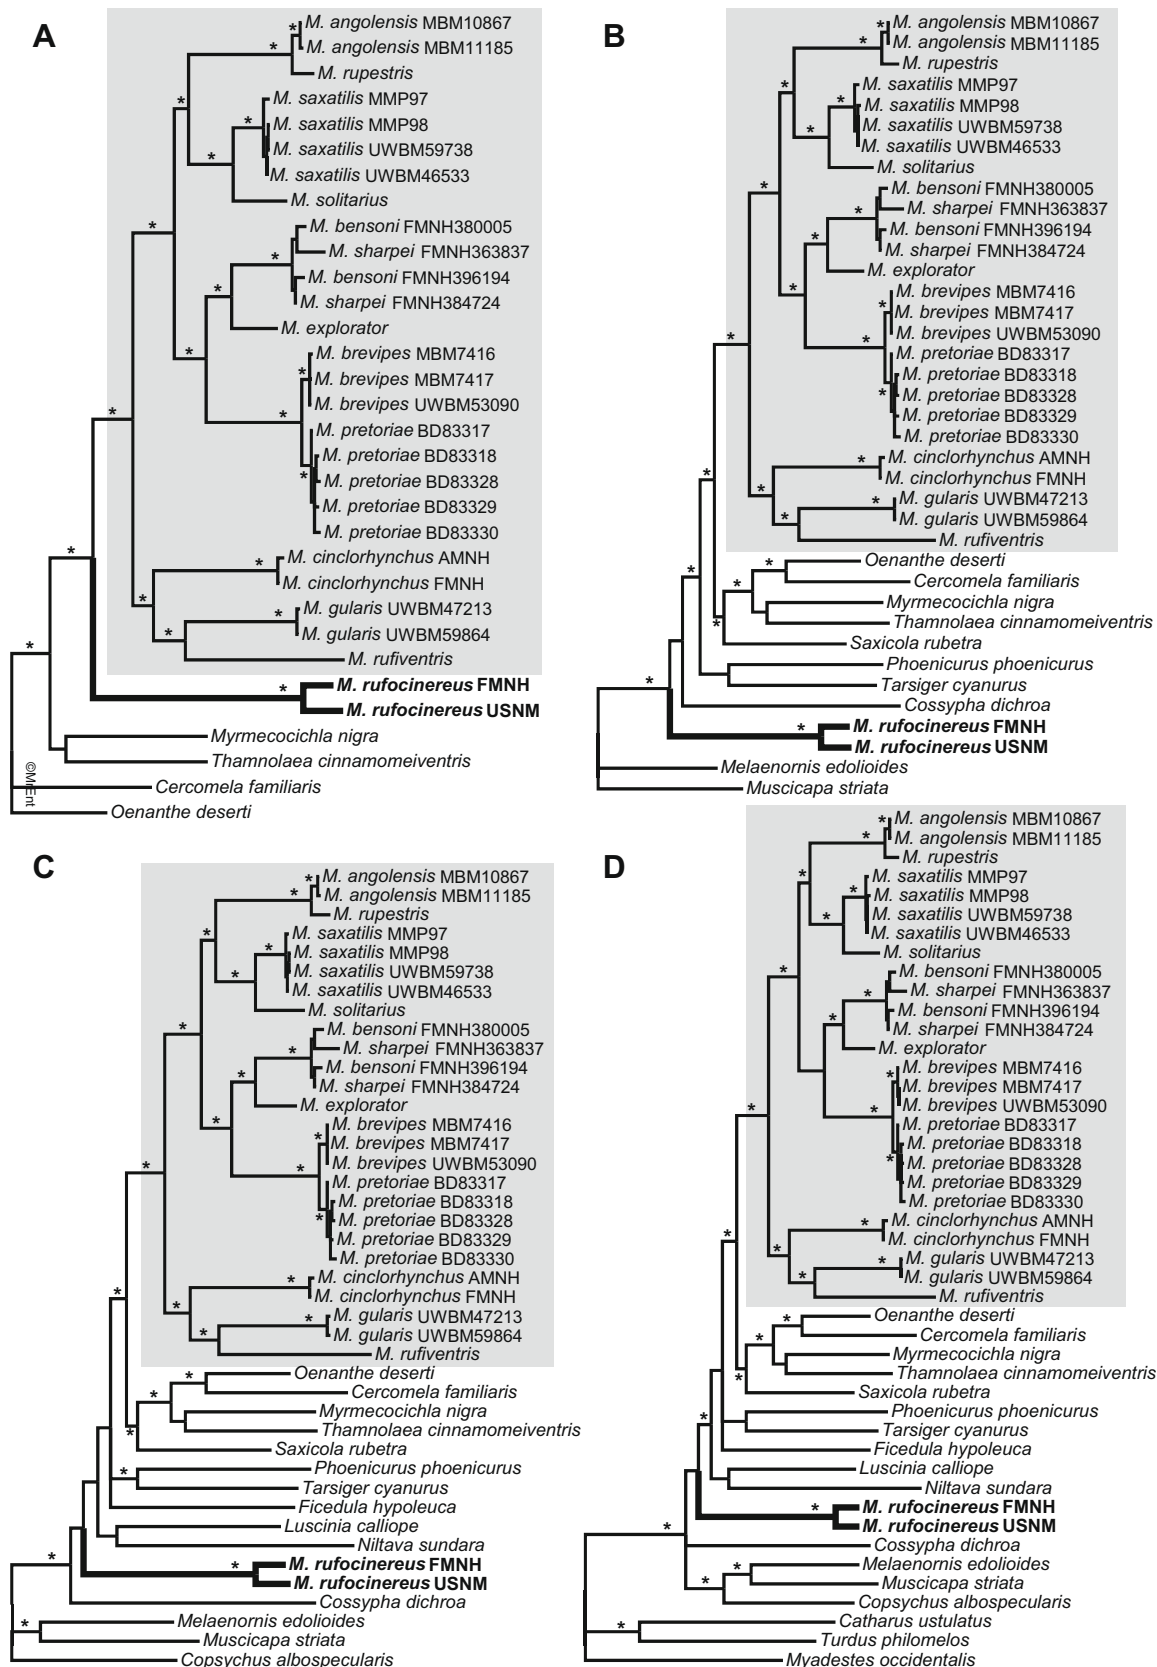 A
M. angolensis MBM10867
M. angolensis MBM11185
M. rupestris
M. saxatilis MMP97
M. saxatilis MMP98
M. saxatilis UWBM59738
M. saxatilis UWBM46533
M. solitarius
M. bensoni FMNH380005
M. sharpei FMNH363837
M. bensoni FMNH396194
M. sharpei FMNH384724
M. explorator
M. brevipes MBM7416
M. brevipes MBM7417
M. brevipes UWBM53090
M. pretoriae BD83317
M. pretoriae BD83318
M. pretoriae BD83328
M. pretoriae BD83329
M. pretoriae BD83330
M. cinclorhynchus AMNH
M. cinclorhynchus FMNH
M. gularis UWBM47213
M. gularis UWBM59864
M. rufiventris
M. rufocinereus FMNH
M. rufocinereus USNM
Myrmecocichla nigra
Thamnolaea cinnamomeiventris
Cercomela familiaris
Oenanthe deserti
B
M. angolensis MBM10867
M. angolensis MBM11185
M. rupestris
M. saxatilis MMP97
M. saxatilis MMP98
M. saxatilis UWBM59738
M. saxatilis UWBM46533
M. solitarius
M. bensoni FMNH380005
M. sharpei FMNH363837
M. bensoni FMNH396194
M. sharpei FMNH384724
M. explorator
M. brevipes MBM7416
M. brevipes MBM7417
M. brevipes UWBM53090
M. pretoriae BD83317
M. pretoriae BD83318
M. pretoriae BD83328
M. pretoriae BD83329
M. pretoriae BD83330
M. cinclorhynchus AMNH
M. cinclorhynchus FMNH
M. gularis UWBM47213
M. gularis UWBM59864
M. rufiventris
Oenanthe deserti
Cercomela familiaris
Myrmecocichla nigra
Thamnolaea cinnamomeiventris
Saxicola rubetra
Phoenicurus phoenicurus
Tarsiger cyanurus
Cossypha dichroa
M. rufocinereus FMNH
M. rufocinereus USNM
Melaenornis edolioides
Muscicapa striata
C
M. angolensis MBM10867
M. angolensis MBM11185
M. rupestris
M. saxatilis MMP97
M. saxatilis MMP98
M. saxatilis UWBM59738
M. saxatilis UWBM46533
M. solitarius
M. bensoni FMNH380005
M. sharpei FMNH363837
M. bensoni FMNH396194
M. sharpei FMNH384724
M. explorator
M. brevipes MBM7416
M. brevipes MBM7417
M. brevipes UWBM53090
M. pretoriae BD83317
M. pretoriae BD83318
M. pretoriae BD83328
M. pretoriae BD83329
M. pretoriae BD83330
M. cinclorhynchus AMNH
M. cinclorhynchus FMNH
M. gularis UWBM47213
M. gularis UWBM59864
M. rufiventris
Oenanthe deserti
Cercomela familiaris
Myrmecocichla nigra
Thamnolaea cinnamomeiventris
Saxicola rubetra
Phoenicurus phoenicurus
Tarsiger cyanurus
Ficedula hypoleuca
Luscinia calliope
Niltava sundara
M. rufocinereus FMNH
M. rufocinereus USNM
Cossypha dichroa
Melaenornis edolioides
Muscicapa striata
Copsychus albospecularis
D
M. angolensis MBM10867
M. angolensis MBM11185
M. rupestris
M. saxatilis MMP97
M. saxatilis MMP98
M. saxatilis UWBM59738
M. saxatilis UWBM46533
M. solitarius
M. bensoni FMNH380005
M. sharpei FMNH363837
M. bensoni FMNH396194
M. sharpei FMNH384724
M. explorator
M. brevipes MBM7416
M. brevipes MBM7417
M. brevipes UWBM53090
M. pretoriae BD83317
M. pretoriae BD83318
M. pretoriae BD83328
M. pretoriae BD83329
M. pretoriae BD83330
M. cinclorhynchus AMNH
M. cinclorhynchus FMNH
M. gularis UWBM47213
M. gularis UWBM59864
M. rufiventris
Oenanthe deserti
Cercomela familiaris
Myrmecocichla nigra
Thamnolaea cinnamomeiventris
Saxicola rubetra
Phoenicurus phoenicurus
Tarsiger cyanurus
Ficedula hypoleuca
Luscinia calliope
Niltava sundara
M. rufocinereus FMNH
M. rufocinereus USNM
Cossypha dichroa
Melaenornis edolioides
Muscicapa striata
Copsychus albospecularis
Catharus ustulatus
Turdus philomelos
Myadestes occidentalis